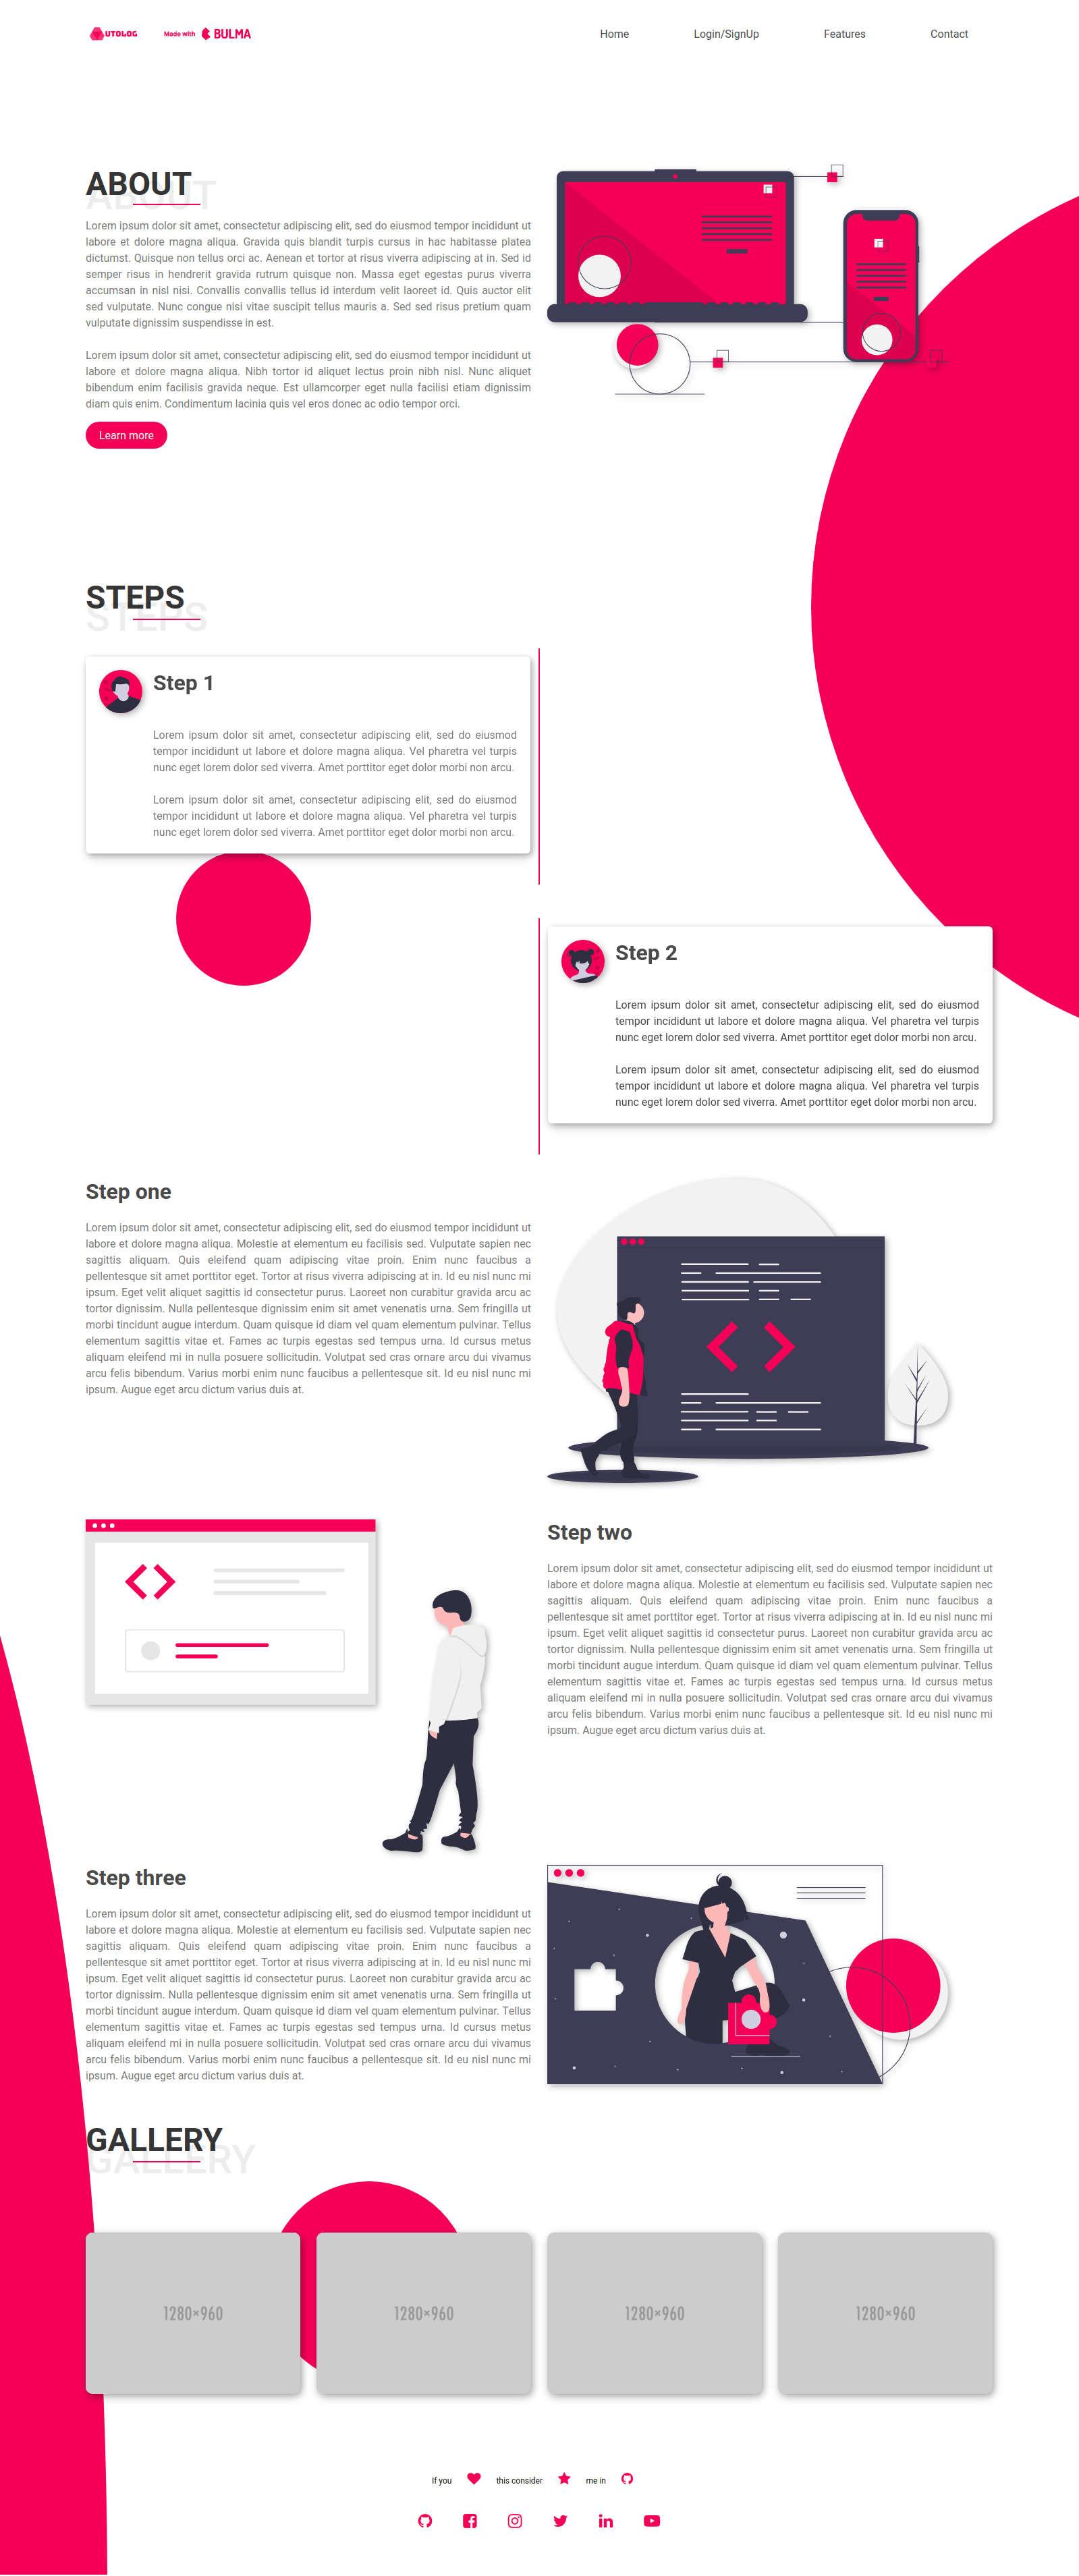 UTOLOG Made with BULMA Home Login/SignUp Features Contact
ABOUT
ABOUT
Lorem ipsum dolor sit amet, consectetur adipiscing elit, sed do eiusmod tempor incididunt ut
labore et dolore magna aliqua. Gravida quis blandit turpis cursus in hac habitasse platea
dictumst. Quisque non tellus orci ac. Aenean et tortor at risus viverra adipiscing at in. Sed id
semper risus in hendrerit gravida rutrum quisque non. Massa eget egestas purus viverra
accumsan in nisl nisi. Convallis convallis tellus id interdum velit laoreet id. Quis auctor elit
sed vulputate. Nunc congue nisi vitae suscipit tellus mauris a. Sed sed risus pretium quam
vulputate dignissim suspendisse in est.
Lorem ipsum dolor sit amet, consectetur adipiscing elit, sed do eiusmod tempor incididunt ut
labore et dolore magna aliqua. Nibh tortor id aliquet lectus proin nibh nisl. Nunc aliquet
bibendum enim facilisis gravida neque. Est ullamcorper eget nulla facilisi etiam dignissim
diam quis enim. Condimentum lacinia quis vel eros donec ac odio tempor orci.
Learn more
STEPS
STEPS
Step 1
Lorem ipsum dolor sit amet, consectetur adipiscing elit, sed do eiusmod
tempor incididunt ut labore et dolore magna aliqua. Vel pharetra vel turpis
nunc eget lorem dolor sed viverra. Amet porttitor eget dolor morbi non arcu.
Lorem ipsum dolor sit amet, consectetur adipiscing elit, sed do eiusmod
tempor incididunt ut labore et dolore magna aliqua. Vel pharetra vel turpis
nunc eget lorem dolor sed viverra. Amet porttitor eget dolor morbi non arcu.
Step 2
Lorem ipsum dolor sit amet, consectetur adipiscing elit, sed do eiusmod
tempor incididunt ut labore et dolore magna aliqua. Vel pharetra vel turpis
nunc eget lorem dolor sed viverra. Amet porttitor eget dolor morbi non arcu.
Lorem ipsum dolor sit amet, consectetur adipiscing elit, sed do eiusmod
tempor incididunt ut labore et dolore magna aliqua. Vel pharetra vel turpis
nunc eget lorem dolor sed viverra. Amet porttitor eget dolor morbi non arcu.
Step one
Lorem ipsum dolor sit amet, consectetur adipiscing elit, sed do eiusmod tempor incididunt ut
labore et dolore magna aliqua. Molestie at elementum eu facilisis sed. Vulputate sapien nec
sagittis aliquam. Quis eleifend quam adipiscing vitae proin. Enim nunc faucibus a
pellentesque sit amet porttitor eget. Tortor at risus viverra adipiscing at in. Id eu nisl nunc mi
ipsum. Eget velit aliquet sagittis id consectetur purus. Laoreet non curabitur gravida arcu ac
tortor dignissim. Nulla pellentesque dignissim enim sit amet venenatis urna. Sem fringilla ut
morbi tincidunt augue interdum. Quam quisque id diam vel quam elementum pulvinar. Tellus
elementum sagittis vitae et. Fames ac turpis egestas sed tempus urna. Id cursus metus
aliquam eleifend mi in nulla posuere sollicitudin. Volutpat sed cras ornare arcu dui vivamus
arcu felis bibendum. Varius morbi enim nunc faucibus a pellentesque sit. Id eu nisl nunc mi
ipsum. Augue eget arcu dictum varius duis at.
Step two
Lorem ipsum dolor sit amet, consectetur adipiscing elit, sed do eiusmod tempor incididunt ut
labore et dolore magna aliqua. Molestie at elementum eu facilisis sed. Vulputate sapien nec
sagittis aliquam. Quis eleifend quam adipiscing vitae proin. Enim nunc faucibus a
pellentesque sit amet porttitor eget. Tortor at risus viverra adipiscing at in. Id eu nisl nunc mi
ipsum. Eget velit aliquet sagittis id consectetur purus. Laoreet non curabitur gravida arcu ac
tortor dignissim. Nulla pellentesque dignissim enim sit amet venenatis urna. Sem fringilla ut
morbi tincidunt augue interdum. Quam quisque id diam vel quam elementum pulvinar. Tellus
elementum sagittis vitae et. Fames ac turpis egestas sed tempus urna. Id cursus metus
aliquam eleifend mi in nulla posuere sollicitudin. Volutpat sed cras ornare arcu dui vivamus
arcu felis bibendum. Varius morbi enim nunc faucibus a pellentesque sit. Id eu nisl nunc mi
ipsum. Augue eget arcu dictum varius duis at.
Step three
Lorem ipsum dolor sit amet, consectetur adipiscing elit, sed do eiusmod tempor incididunt ut
labore et dolore magna aliqua. Molestie at elementum eu facilisis sed. Vulputate sapien nec
sagittis aliquam. Quis eleifend quam adipiscing vitae proin. Enim nunc faucibus a
pellentesque sit amet porttitor eget. Tortor at risus viverra adipiscing at in. Id eu nisl nunc mi
ipsum. Eget velit aliquet sagittis id consectetur purus. Laoreet non curabitur gravida arcu ac
tortor dignissim. Nulla pellentesque dignissim enim sit amet venenatis urna. Sem fringilla ut
morbi tincidunt augue interdum. Quam quisque id diam vel quam elementum pulvinar. Tellus
elementum sagittis vitae et. Fames ac turpis egestas sed tempus urna. Id cursus metus
aliquam eleifend mi in nulla posuere sollicitudin. Volutpat sed cras ornare arcu dui vivamus
arcu felis bibendum. Varius morbi enim nunc faucibus a pellentesque sit. Id eu nisl nunc mi
ipsum. Augue eget arcu dictum varius duis at.
GALLERY
GALLERY
1280×960 1280×960 1280×960 1280×960
If you this consider me in